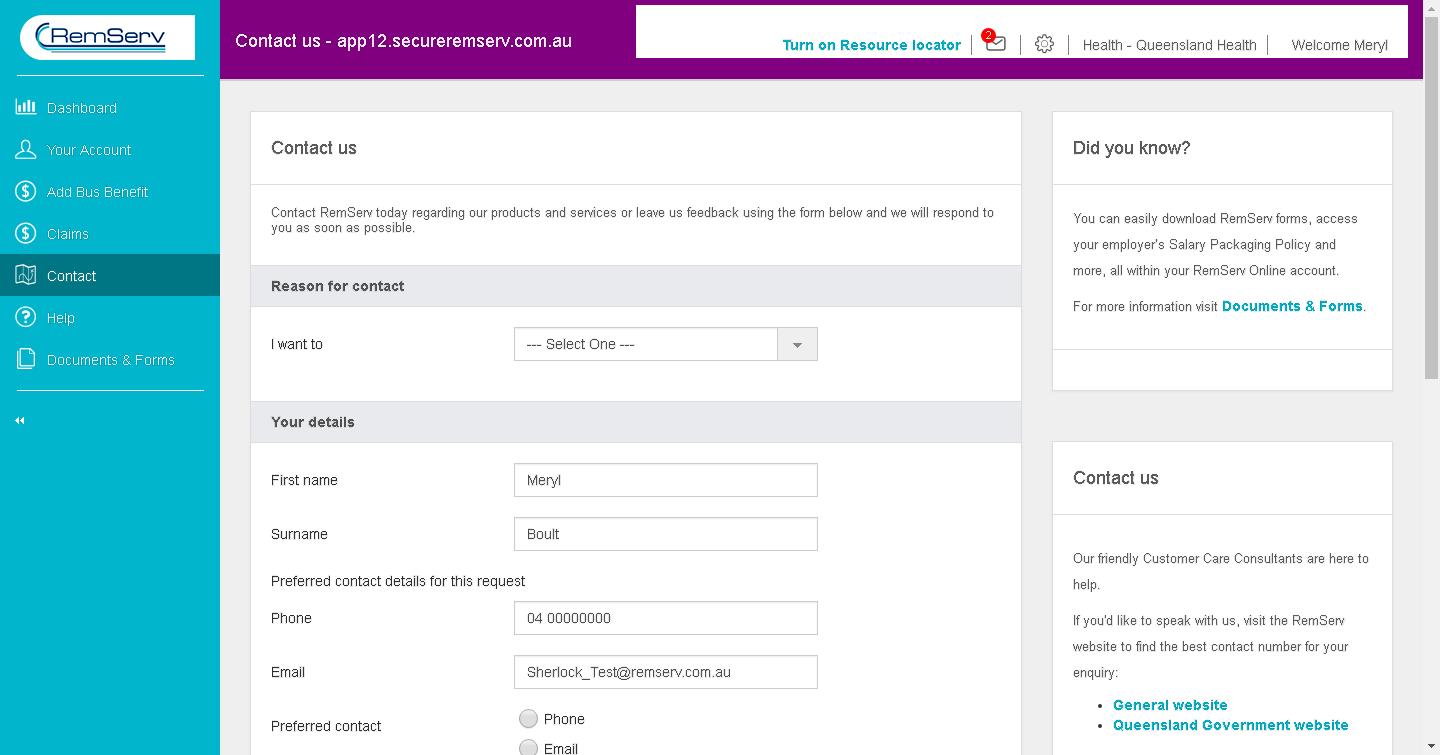 RemServ
Contact us - app12.secureremserv.com.au
Turn on Resource locator
2
Health - Queensland Health
Welcome Meryl
Dashboard
Your Account
Add Bus Benefit
Claims
Contact
Help
Documents & Forms
Contact us
Contact RemServ today regarding our products and services or leave us feedback using the form below and we will respond to
you as soon as possible.
Reason for contact
I want to
--- Select One ---
Your details
First name
Meryl
Surname
Boult
Preferred contact details for this request
Phone
04 00000000
Email
Sherlock_Test@remserv.com.au
Preferred contact
Phone
Email
Did you know?
You can easily download RemServ forms, access
your employer's Salary Packaging Policy and
more, all within your RemServ Online account.
For more information visit Documents & Forms.
Contact us
Our friendly Customer Care Consultants are here to
help.
If you'd like to speak with us, visit the RemServ
website to find the best contact number for your
enquiry:
General website
Queensland Government website